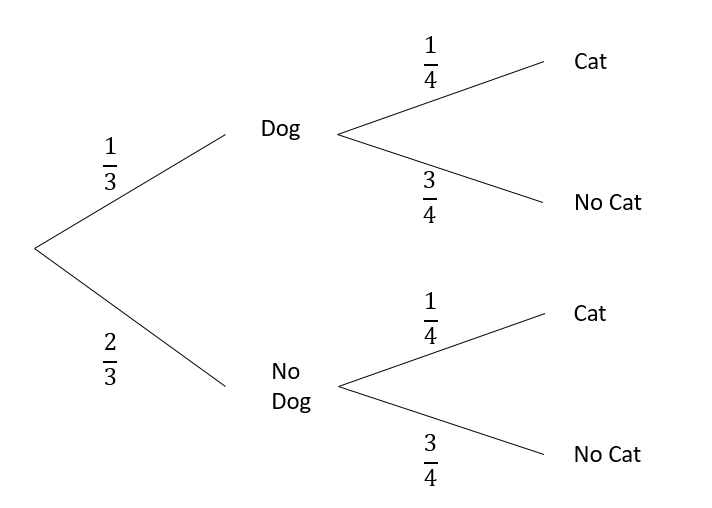 1/4
Cat
Dog
1/3
3/4
No Cat
1/4
Cat
2/3
No
Dog
3/4
No Cat